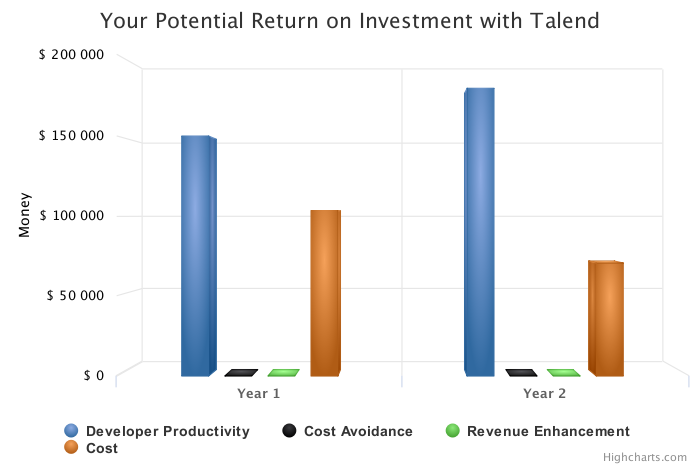 Your Potential Return on Investment with Talend
$ 200 000
$ 150 000
$ 100 000
$ 50 000
$ 0
Money
Year 1
Year 2
Developer Productivity
Cost Avoidance
Revenue Enhancement
Cost
Highcharts.com